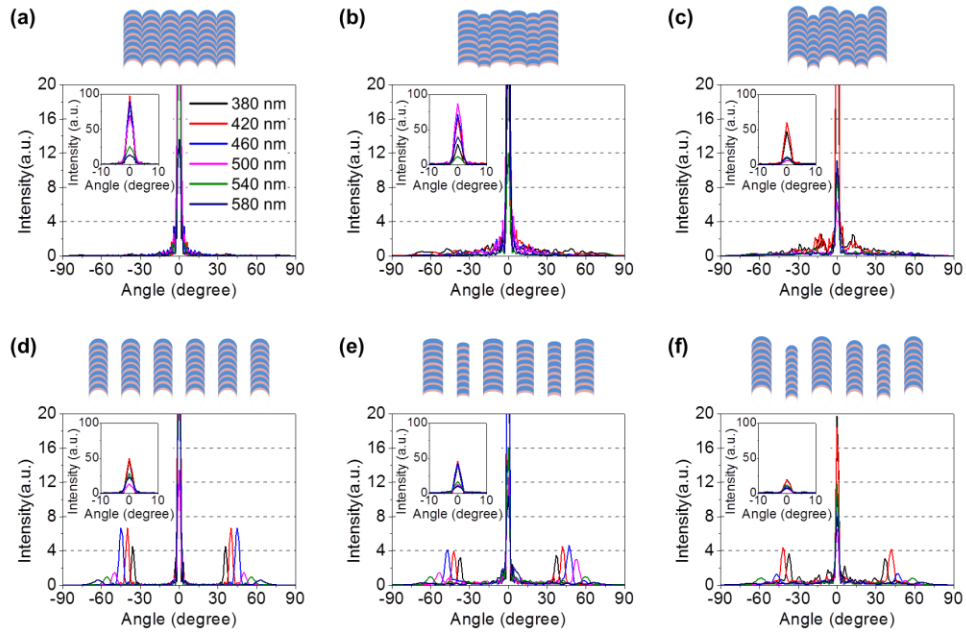 (a)
20
16
12
8
4
0
Intensity(a.u.)
100
50
0
Intensity (a.u.)
-10 0 10
Angle (degree)
380 nm
420 nm
460 nm
500 nm
540 nm
580 nm
-90 -60 -30 0 30 60 90
Angle (degree)
(b)
20
16
12
8
4
0
Intensity(a.u.)
100
50
0
Intensity (a.u.)
-10 0 10
Angle (degree)
-90 -60 -30 0 30 60 90
Angle (degree)
(c)
20
16
12
8
4
0
Intensity(a.u.)
100
50
0
Intensity (a.u.)
-10 0 10
Angle (degree)
-90 -60 -30 0 30 60 90
Angle (degree)
(d)
20
16
12
8
4
0
Intensity(a.u.)
100
50
0
Intensity (a.u.)
-10 0 10
Angle (degree)
-90 -60 -30 0 30 60 90
Angle (degree)
(e)
20
16
12
8
4
0
Intensity(a.u.)
100
50
0
Intensity (a.u.)
-10 0 10
Angle (degree)
-90 -60 -30 0 30 60 90
Angle (degree)
(f)
20
16
12
8
4
0
Intensity(a.u.)
100
50
0
Intensity (a.u.)
-10 0 10
Angle (degree)
-90 -60 -30 0 30 60 90
Angle (degree)